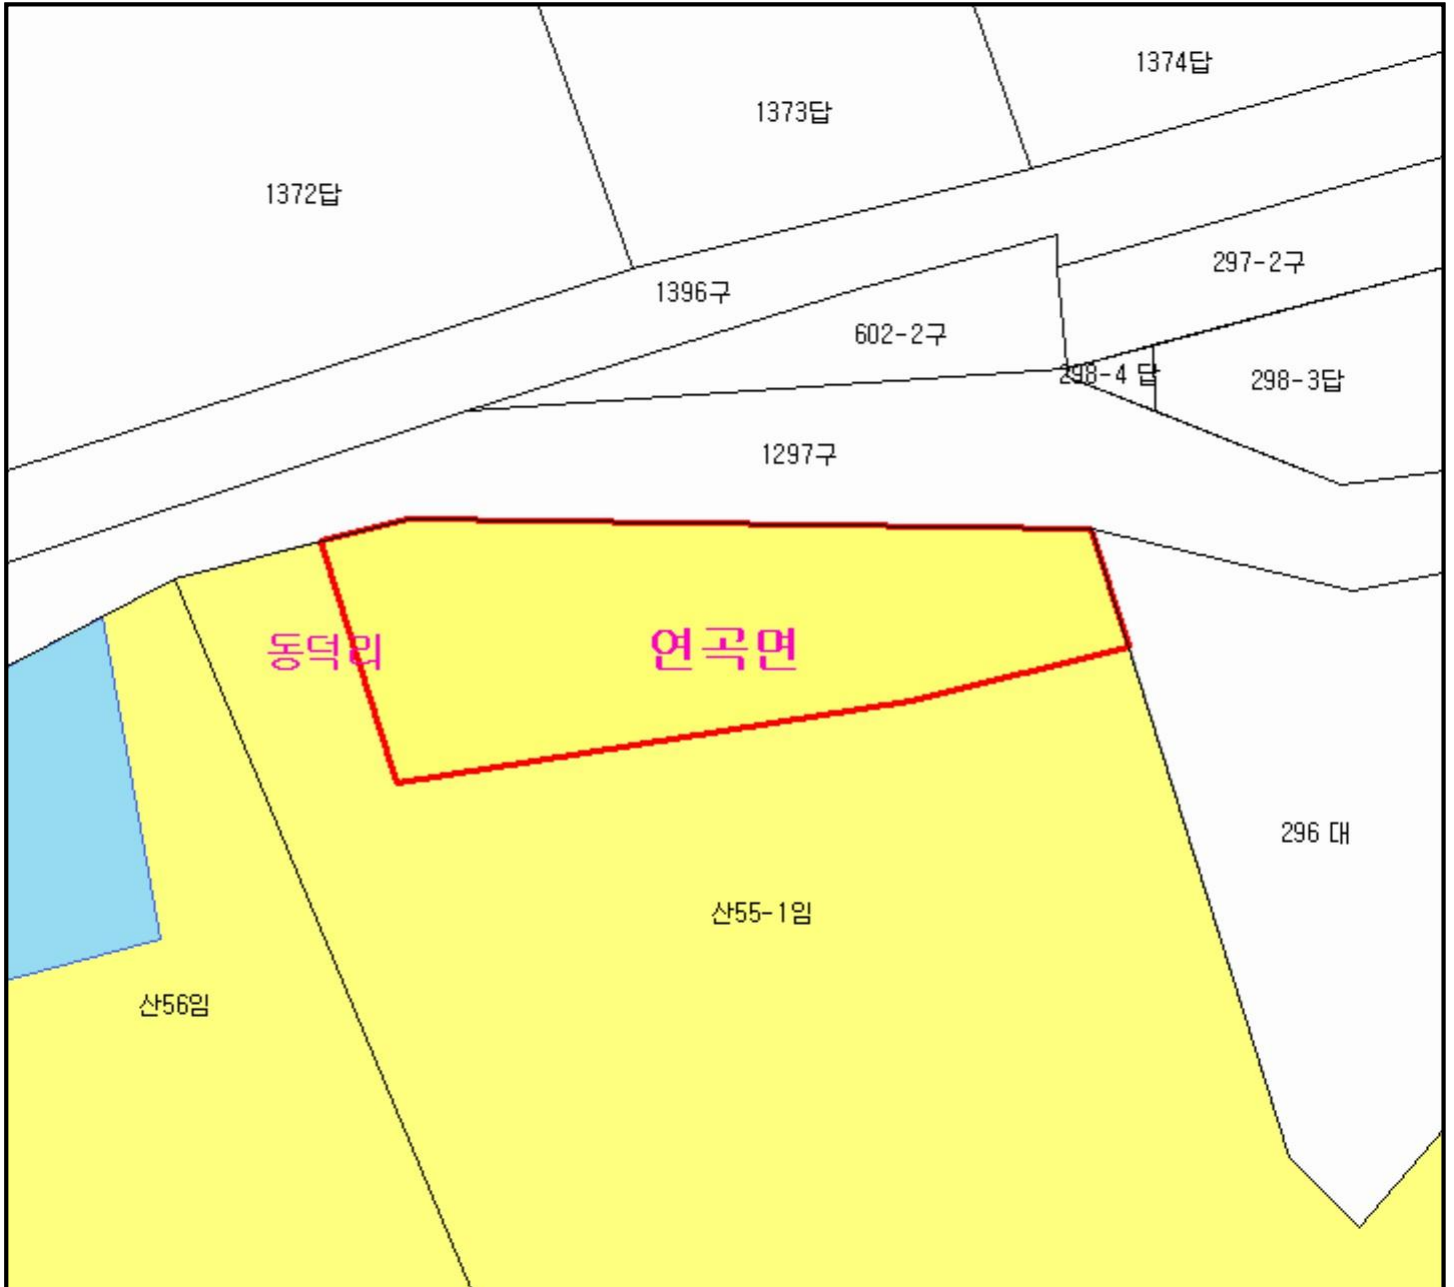 1374답
1373답
1372답
297-2구
1396구
602-2구
298-4 답
298-3답
1297구
동덕리
연곡면
296 대
산55-1임
산56임